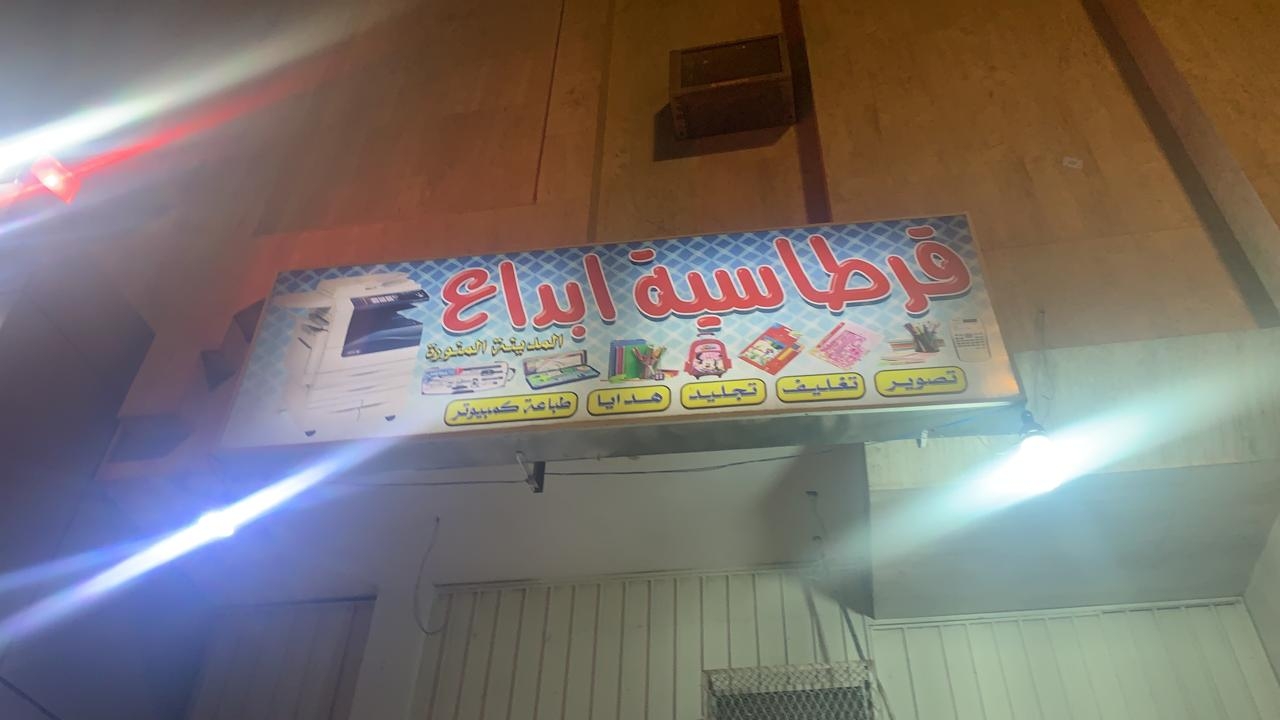 قرطاسية ابداع
المدينة المنورة
تصوير
تغليف
تجليد
هدايا
طباعة كمبيوتر